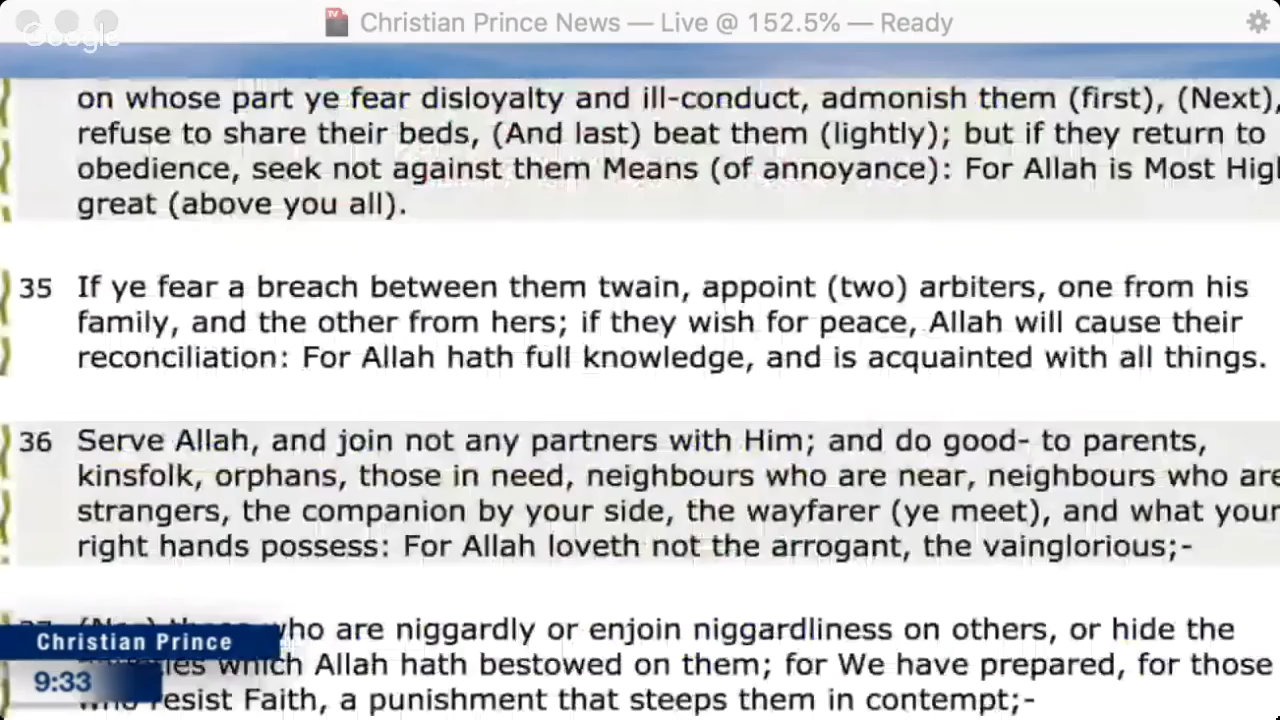 Christian Prince News — Live @ 152.5% — Ready
Google
on whose part ye fear disloyalty and ill-conduct, admonish them (first), (Next),
refuse to share their beds, (And last) beat them (lightly); but if they return to
obedience, seek not against them Means (of annoyance): For Allah is Most Hig
great (above you all).
35 If ye fear a breach between them twain, appoint (two) arbiters, one from his
family, and the other from hers; if they wish for peace, Allah will cause their
reconciliation: For Allah hath full knowledge, and is acquainted with all things.
36 Serve Allah, and join not any partners with Him; and do good- to parents,
kinsfolk, orphans, those in need, neighbours who are near, neighbours who are
strangers, the companion by your side, the wayfarer (ye meet), and what your
right hands possess: For Allah loveth not the arrogant, the vainglorious;-
who are niggardly or enjoin niggardliness on others, or hide the
Christian Prince
which Allah hath bestowed on them; for We have prepared, for those
9:33
resist Faith, a punishment that steeps them in contempt;-